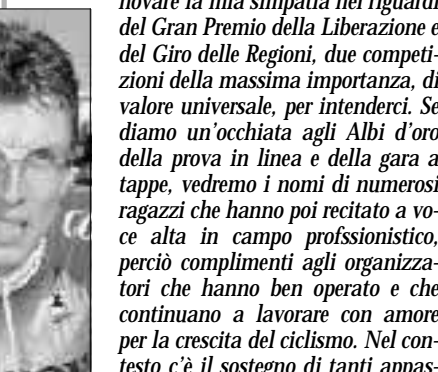 novare la mia simpatia nei riguardi
del Gran Premio della Liberazione e
del Giro delle Regioni, due competi-
zioni della massima importanza, di
valore universale, per intenderci. Se
diamo un'occhiata agli Albi d'oro
della prova in linea e della gara a
tappe, vedremo i nomi di numerosi
ragazzi che hanno poi recitato a vo-
ce alta in campo profssionistico,
perciò complimenti agli organizza-
tori che hanno ben operato e che
continuano a lavorare con amore
per la crescita del ciclismo. Nel con-
testo c'è il sostegno di tanti appas-